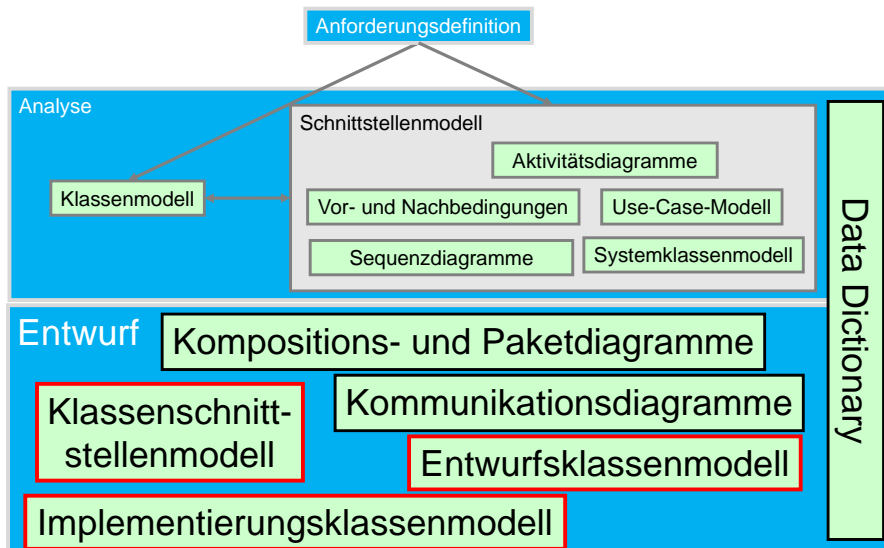 Anforderungsdefinition
Analyse
Schnittstellenmodell
Aktivitätsdiagramme
Klassenmodell
Vor- und Nachbedingungen
Use-Case-Modell
Sequenzdiagramme
Systemklassenmodell
Data Dictionary
Entwurf
Kompositions- und Paketdiagramme
Klassenschnitt-
stellenmodell
Kommunikationsdiagramme
Entwurfsklassenmodell
Implementierungsklassenmodell